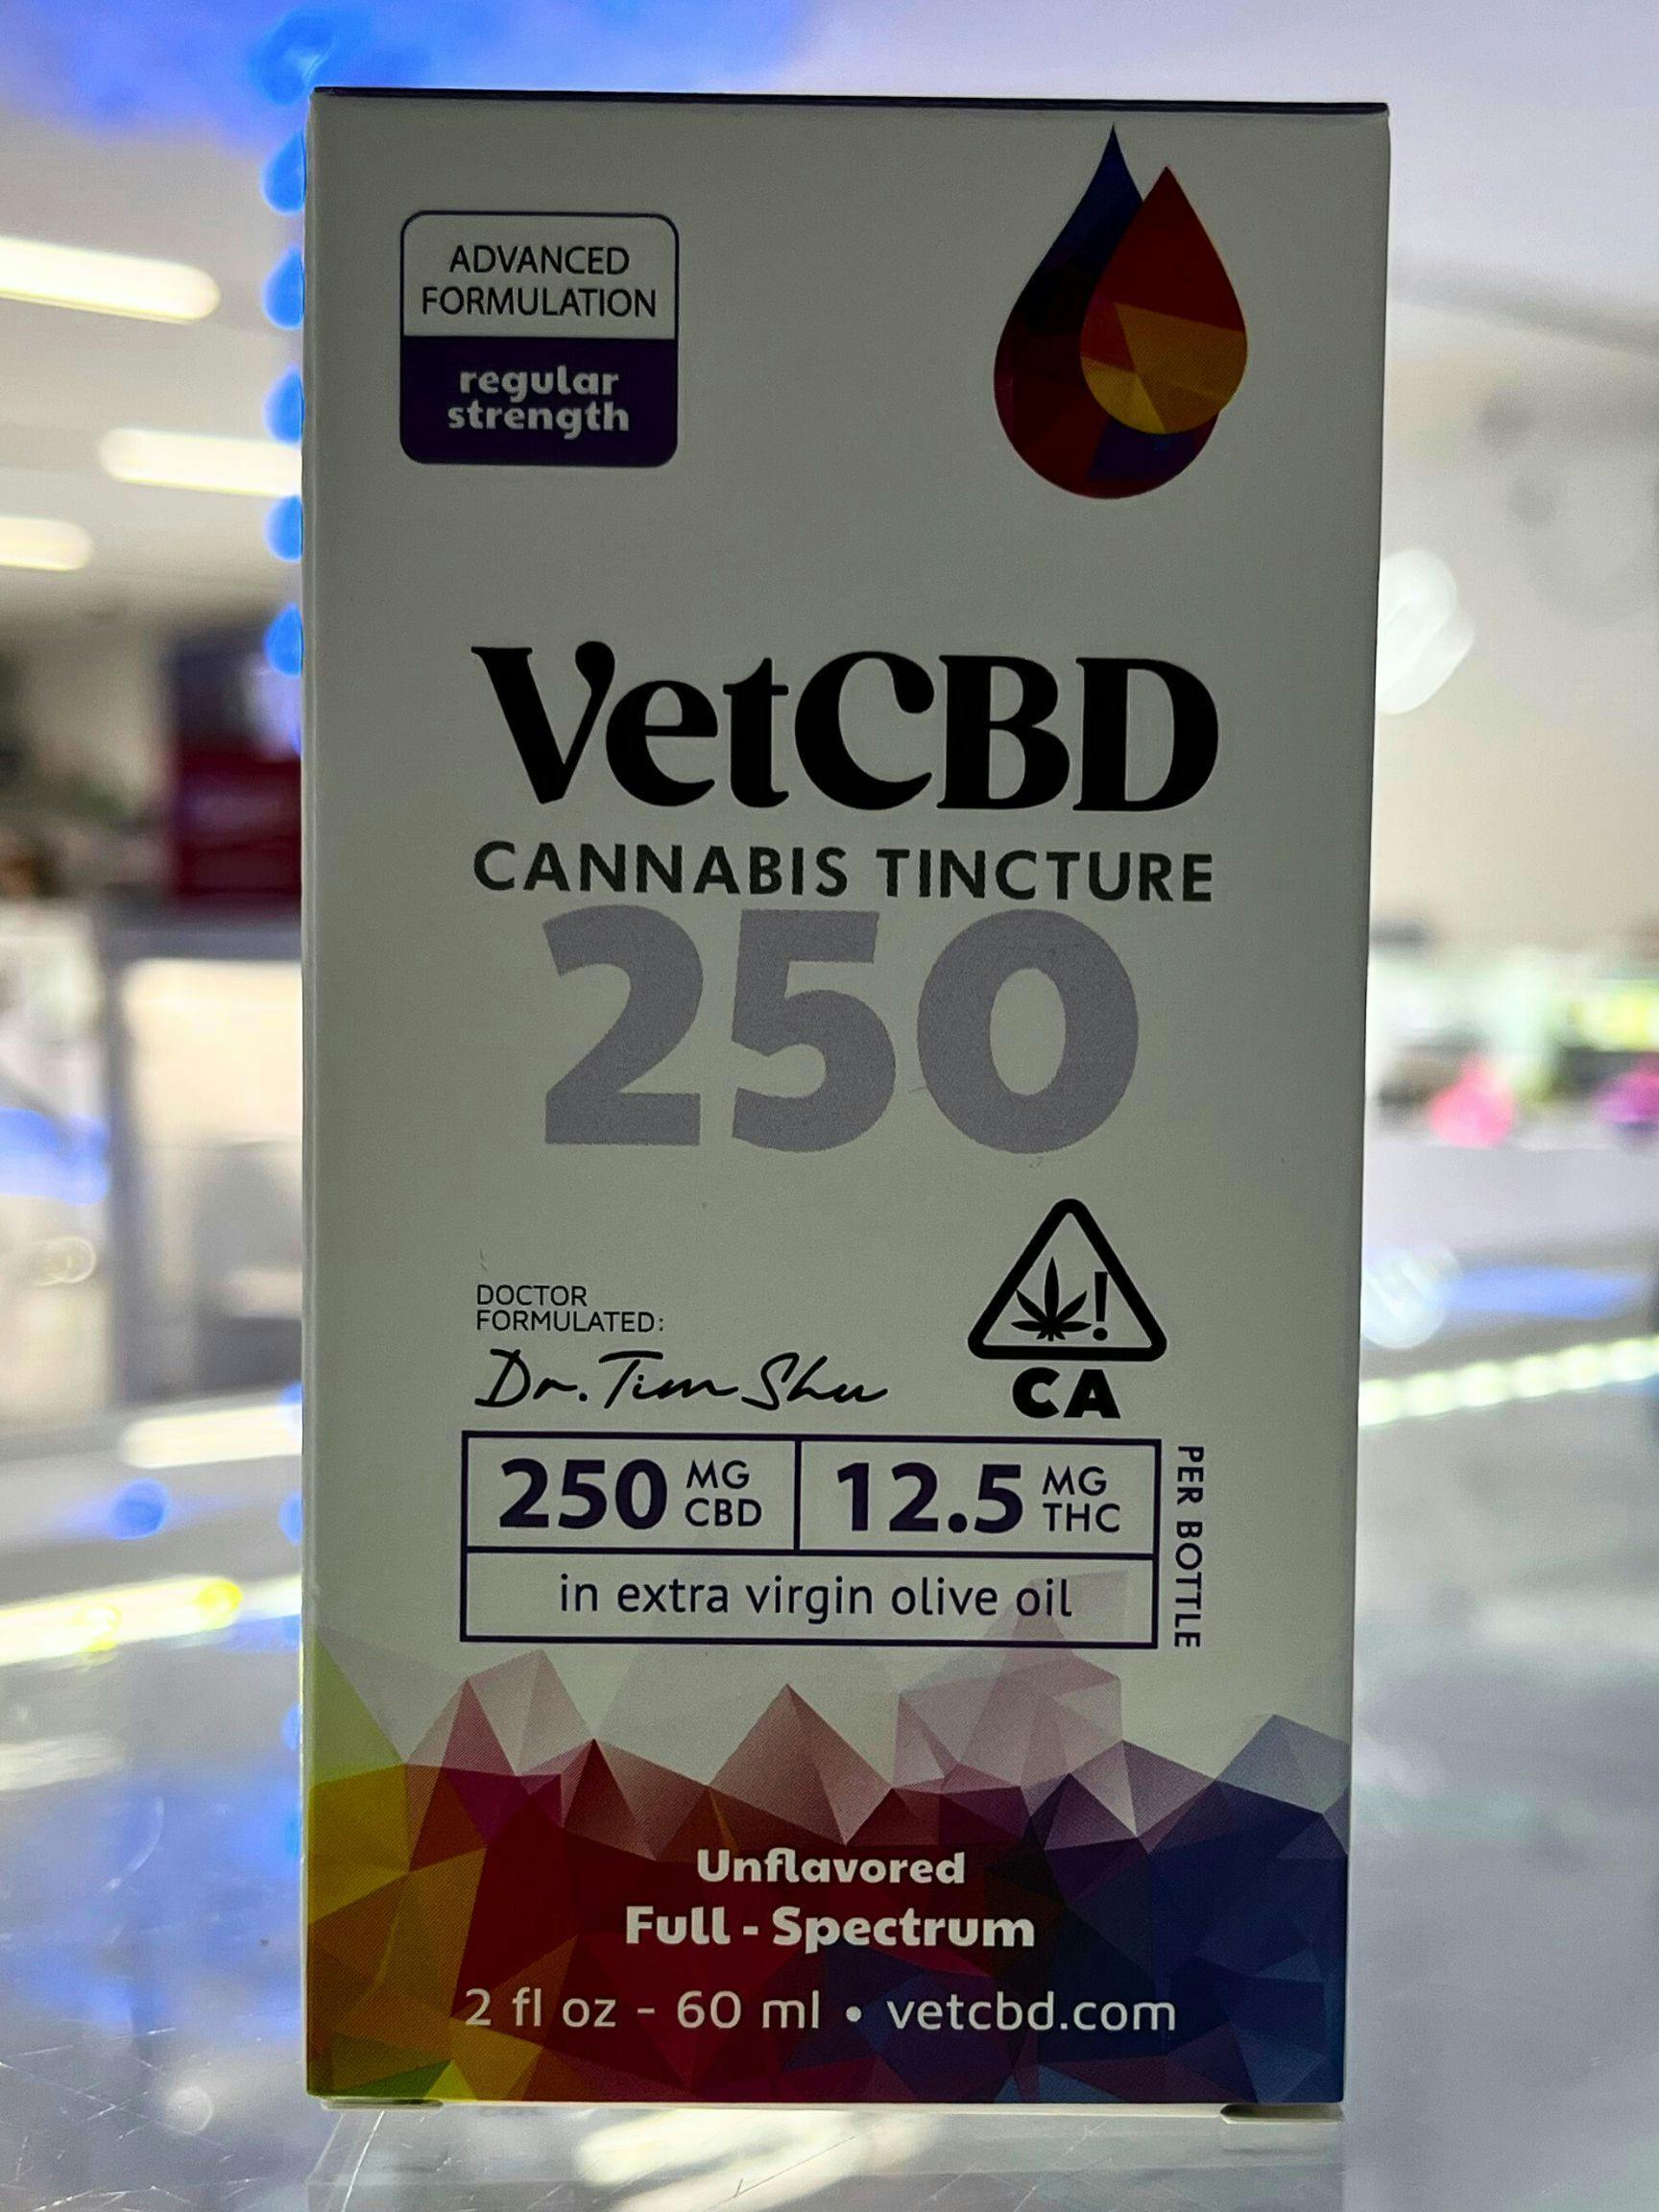 ADVANCED
FORMULATION
regular
strength
VetCBD
CANNABIS TINCTURE
250
DOCTOR
FORMULATED:
Dr. Tim Shu
!
CA
250 MG CBD
12.5 MG THC
PER BOTTLE
in extra virgin olive oil
Unflavored
Full - Spectrum
2 fl oz - 60 ml • vetcbd.com